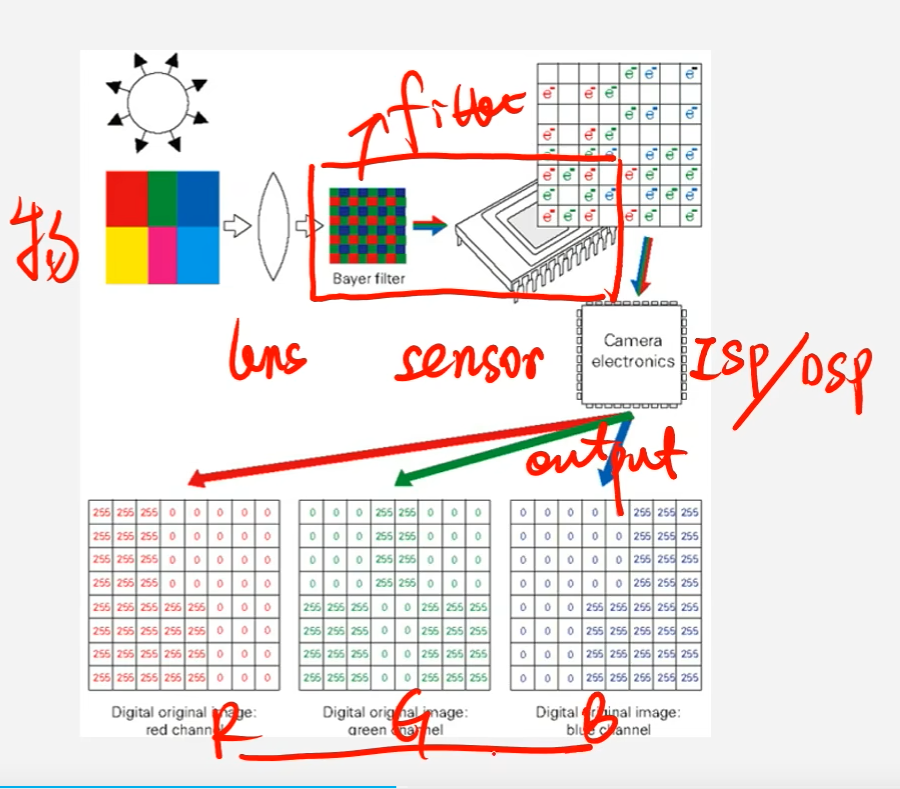 filter
e⁻ e⁻ e⁻
e⁻ e⁻ e⁻
e⁻ e⁻ e⁻
e⁻ e⁻ e⁻
e⁻ e⁻ e⁻ e⁻ e⁻ e⁻
e⁻ e⁻ e⁻ e⁻ e⁻ e⁻
e⁻ e⁻ e⁻ e⁻ e⁻ e⁻
e⁻ e⁻ e⁻ e⁻ e⁻ e⁻
物
Bayer filter
lens
sensor
Camera
electronics
ISP/DSP
output
255 255 255 0 0 0 0 0 0 0 0 255 255 0 0 0 0 0 0 0 0 255 255 255
255 255 255 0 0 0 0 0 0 0 0 255 255 0 0 0 0 0 0 0 0 255 255 255
255 255 255 0 0 0 0 0 0 0 0 255 255 0 0 0 0 0 0 0 0 255 255 255
255 255 255 0 0 0 0 0 0 0 0 255 255 0 0 0 0 0 0 0 0 255 255 255
255 255 255 255 255 0 0 0 255 255 255 0 0 255 255 255 0 0 0 255 255 255 255 255
255 255 255 255 255 0 0 0 255 255 255 0 0 255 255 255 0 0 0 255 255 255 255 255
255 255 255 255 255 0 0 0 255 255 255 0 0 255 255 255 0 0 0 255 255 255 255 255
255 255 255 255 255 0 0 0 255 255 255 0 0 255 255 255 0 0 0 255 255 255 255 255
Digital original image:
red channel
R
Digital original image:
green channel
G
Digital original image:
blue channel
B